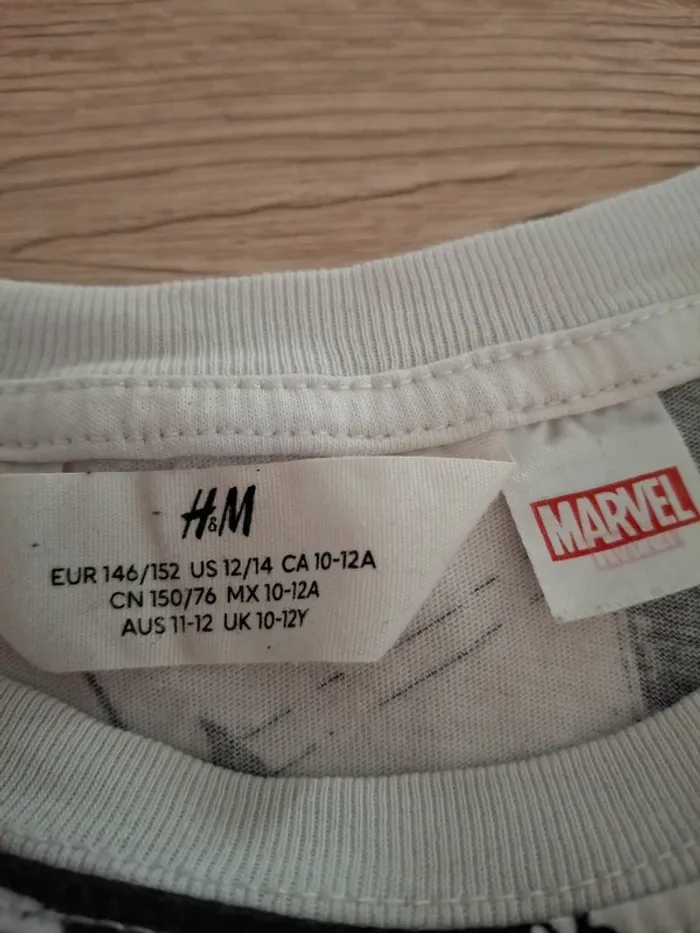 H&M
EUR 146/152 US 12/14 CA 10-12A
CN 150/76 MX 10-12A
AUS 11-12 UK 10-12Y
MARVEL